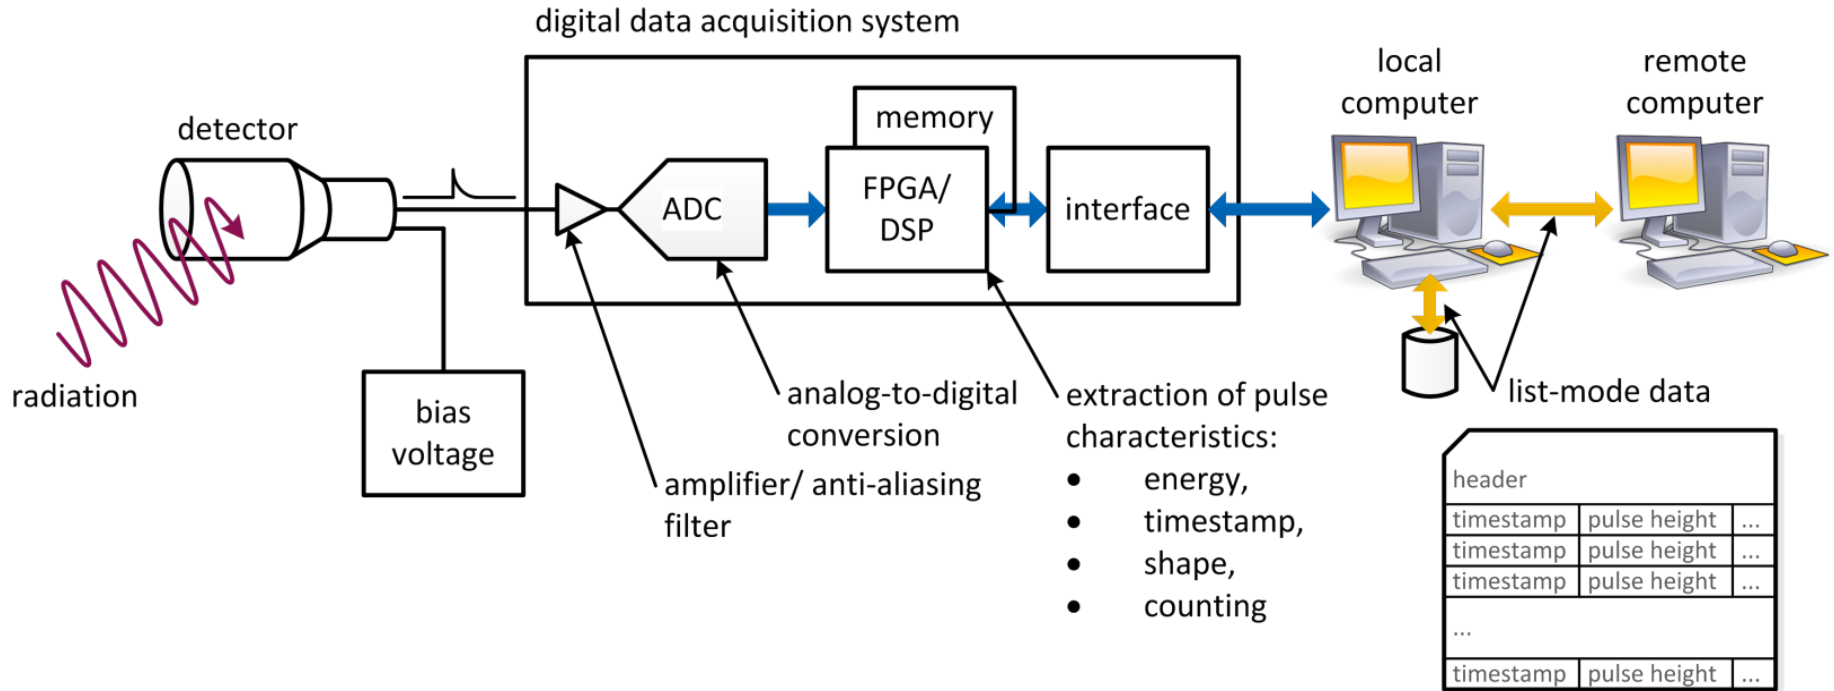 digital data acquisition system
local
computer
remote
computer
detector
memory
ADC
FPGA/
DSP
interface
radiation
bias
voltage
analog-to-digital
conversion
amplifier/ anti-aliasing
filter
extraction of pulse
characteristics:
• energy,
• timestamp,
• shape,
• counting
list-mode data
header
timestamp pulse height ...
timestamp pulse height ...
timestamp pulse height ...
...
timestamp pulse height ...